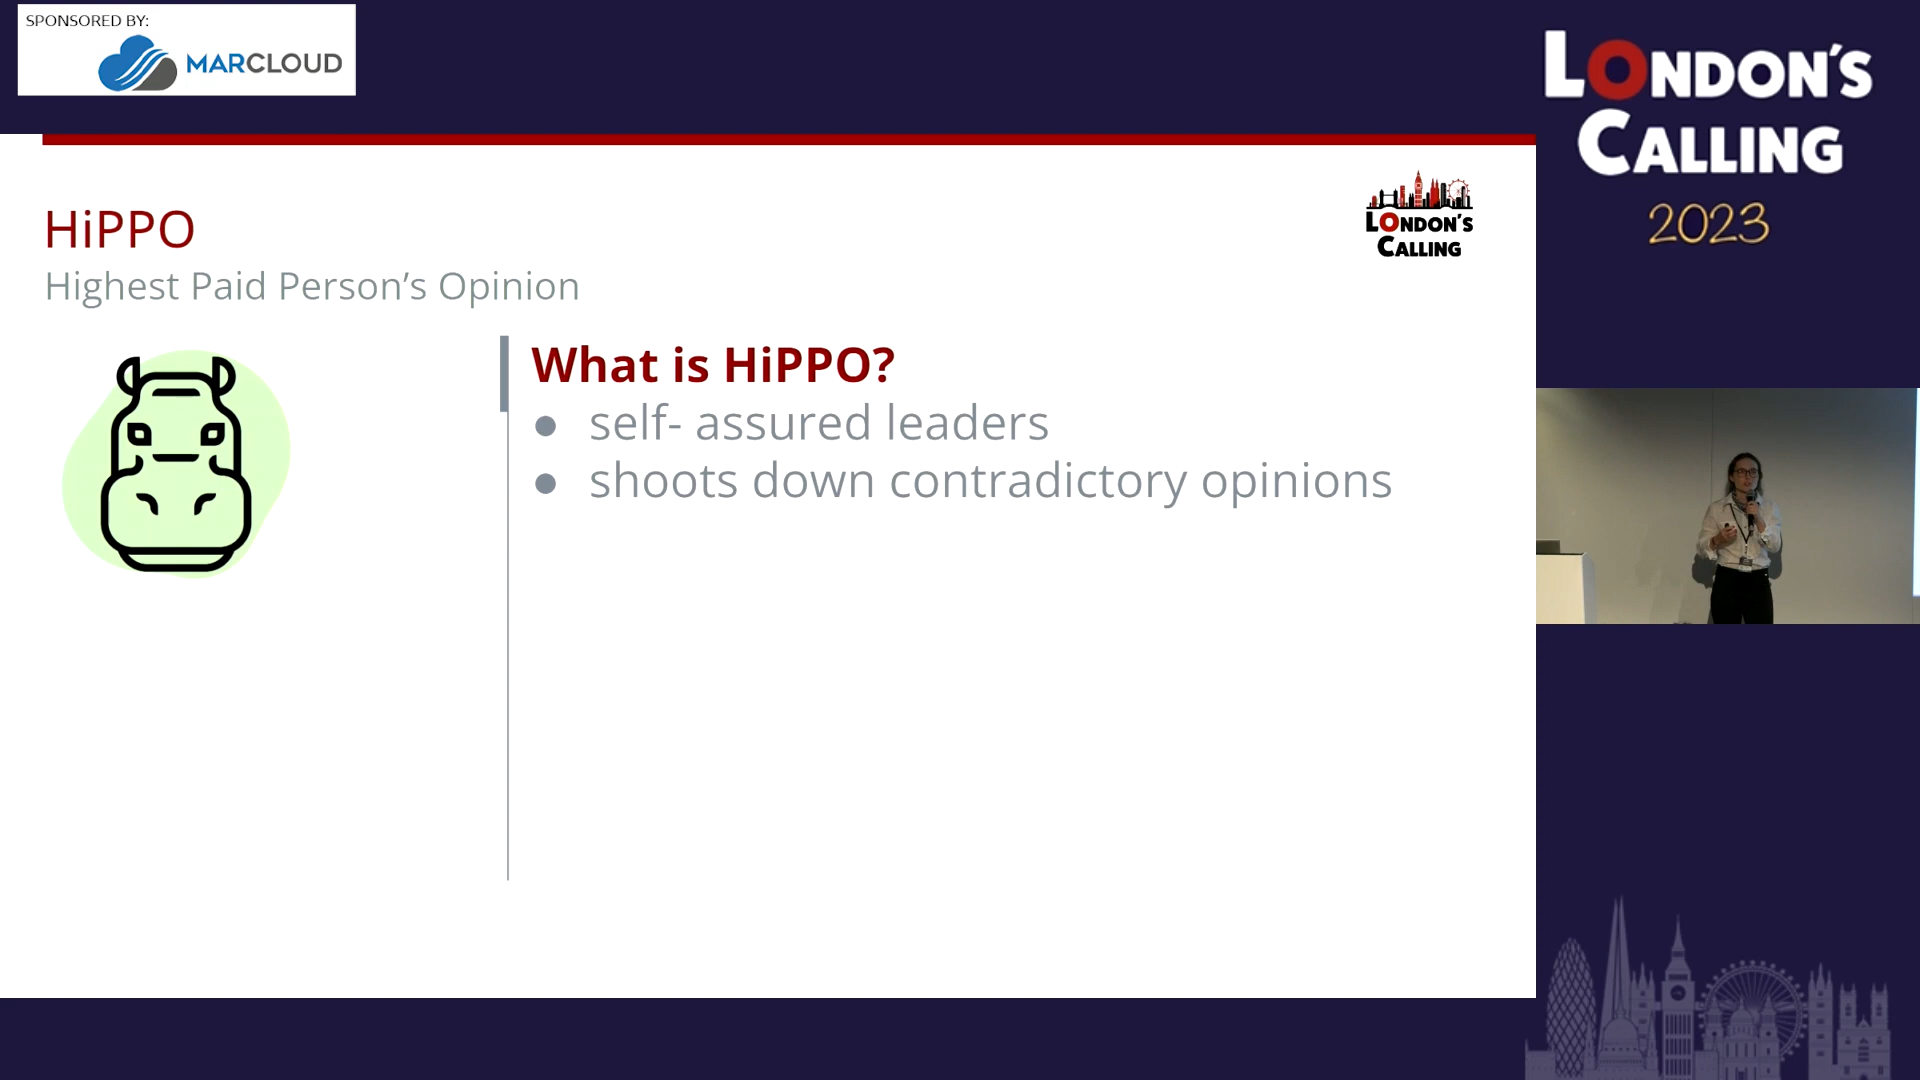 SPONSORED BY:
MARCLOUD
LONDON'S
CALLING
2023
HiPPO
Highest Paid Person's Opinion
LONDON'S
CALLING
What is HiPPO?
● self- assured leaders
● shoots down contradictory opinions